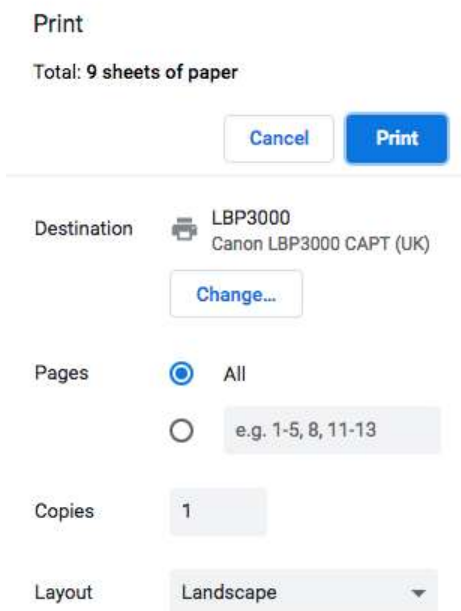 Print
Total: 9 sheets of paper
Cancel Print
Destination LBP3000
Canon LBP3000 CAPT (UK)
Change...
Pages All
e.g. 1-5, 8, 11-13
Copies 1
Layout Landscape